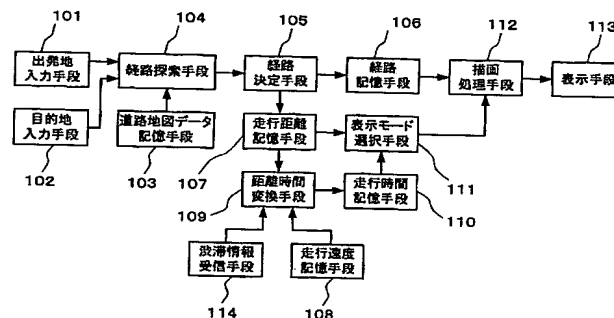 101
104
105
106
112
113
出発地
入力手段
経路探索手段
経路
決定手段
経路
記憶手段
描画
処理手段
表示手段
目的地
入力手段
道路地図データ
記憶手段
走行距離
記憶手段
表示モード
選択手段
102
103
107
111
109
距離時間
変換手段
走行時間
記憶手段
110
渋滞情報
受信手段
走行速度
記憶手段
114
108